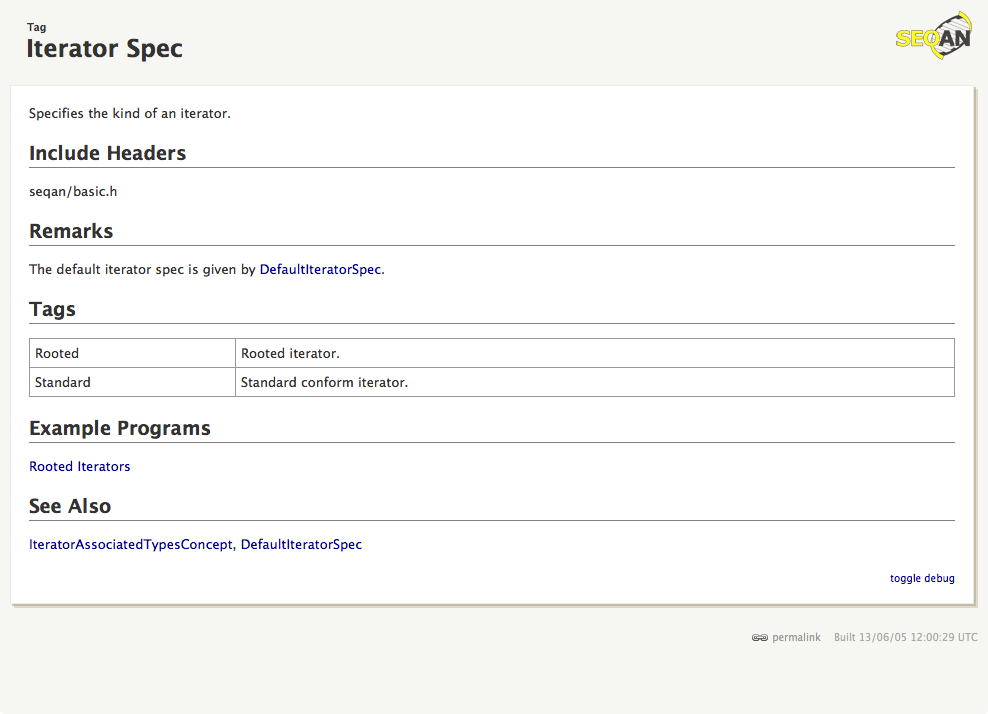 Tag
Iterator Spec
SEQAN
Specifies the kind of an iterator.
Include Headers
seqan/basic.h
Remarks
The default iterator spec is given by DefaultIteratorSpec.
Tags
Rooted Rooted iterator.
Standard Standard conform iterator.
Example Programs
Rooted Iterators
See Also
IteratorAssociatedTypesConcept, DefaultIteratorSpec
toggle debug
permalink Built 13/06/05 12:00:29 UTC